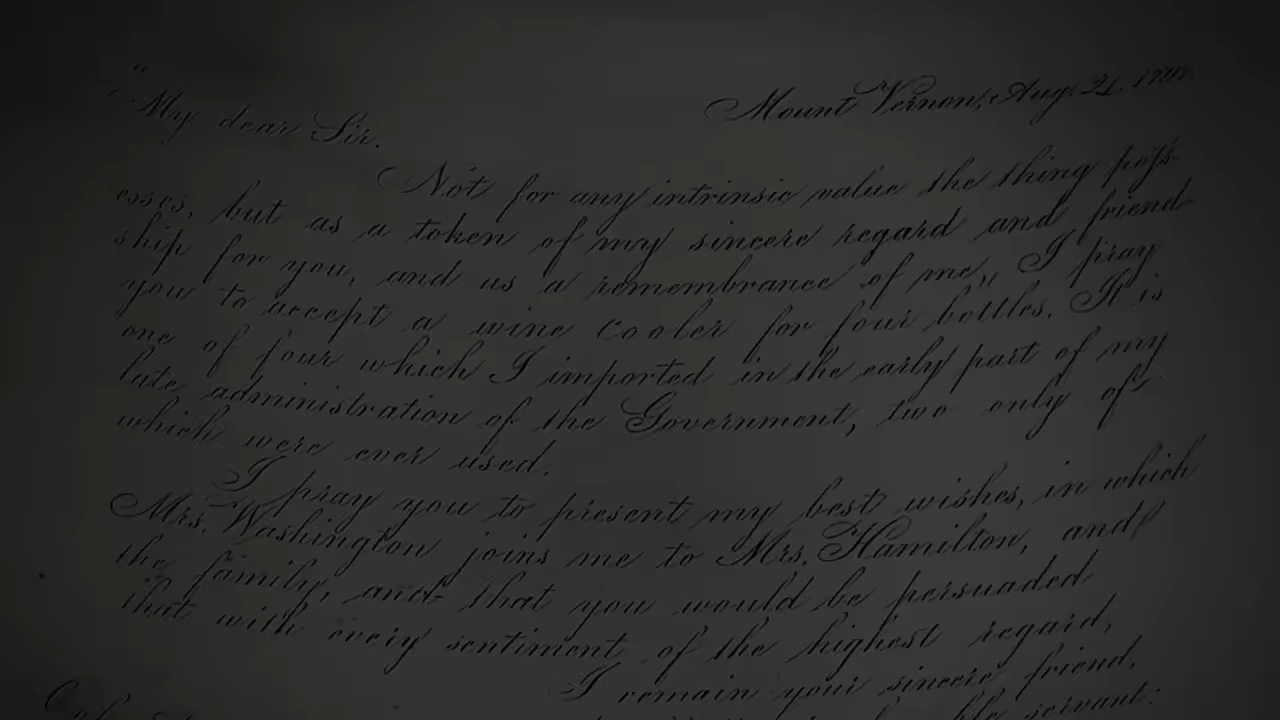 Mount Vernon, Aug. 21,
"My dear Sir.
Not for any intrinsic value the thing poss-
esses, but as a token of my sincere regard and friend-
ship for you, and as a remembrance of me, I pray
you to accept a wine cooler for four bottles. It is
one of four which I imported in the early part of my
late administration of the Government, two only of
which were ever used.
I pray you to present my best wishes, in which
Mrs. Washington joins me to Mrs. Hamilton, and
the family, and that you would be persuaded
that with every sentiment of the highest regard,
I remain your sincere friend,
servant: